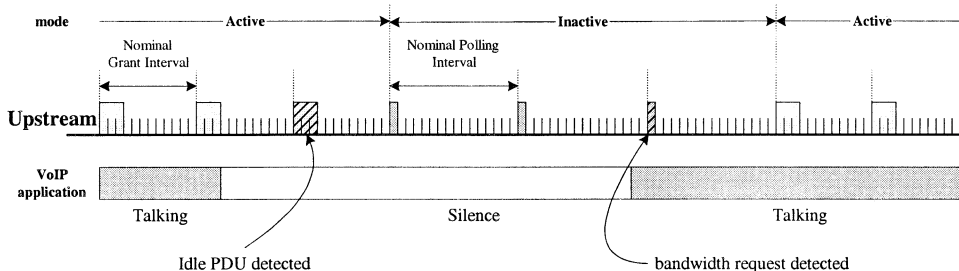 mode
Active
Inactive
Active
Nominal
Grant Interval
Nominal Polling
Interval
Upstream
VoIP
application
Talking
Silence
Talking
Idle PDU detected
bandwidth request detected